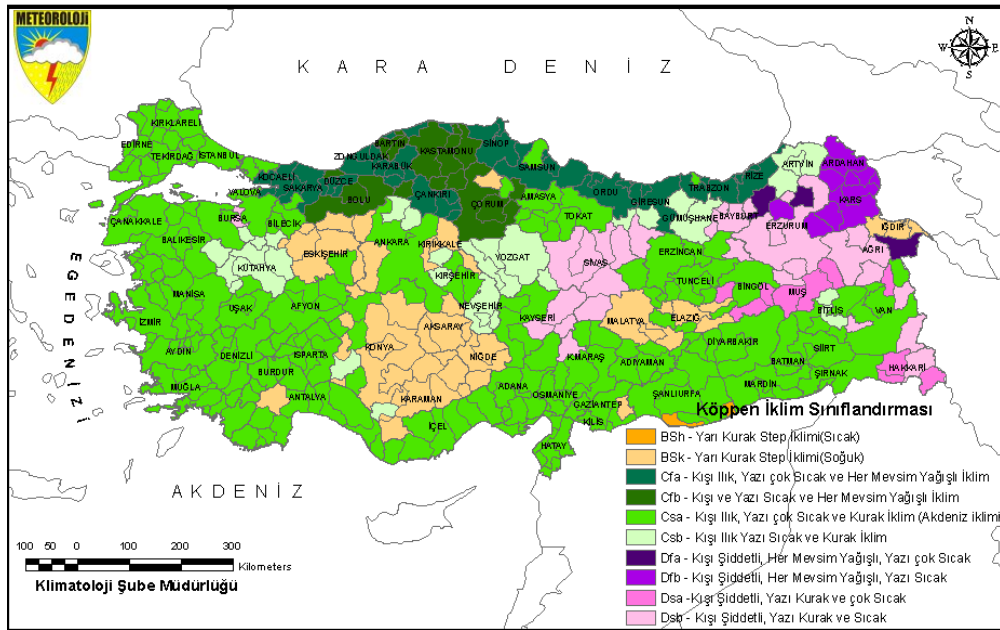 METEOROLOJİ
N
W E
S
KARA DENİZ
KIRKLARELİ
EDİRNE
TEKİRDAĞ
İSTANBUL
KOCAELİ
YALOVA
SAKARYA
DÜZCE
BOLU
ZONGULDAK
BARTIN
KARABÜK
KASTAMONU
SİNOP
ÇANKIRI
ÇORUM
SAMSUN
AMASYA
TOKAT
ORDU
GİRESUN
TRABZON
RİZE
ARTVİN
ARDAHAN
KARS
GÜMÜŞHANE
BAYBURT
ERZURUM
IĞDIR
AĞRI
ÇANAKKALE
BALIKESİR
BURSA
BİLECİK
ESKİŞEHİR
KÜTAHYA
ANKARA
KIRIKKALE
KIRŞEHİR
YOZGAT
SİVAS
ERZİNCAN
TUNCELİ
BİNGÖL
MUŞ
BİTLİS
VAN
EGE DENİZİ
MANİSA
UŞAK
AFYON
İZMİR
AYDIN
DENİZLİ
ISPARTA
BURDUR
MUĞLA
ANTALYA
KONYA
AKSARAY
NEVŞEHİR
NİĞDE
KARAMAN
İÇEL
KAYSERİ
MALATYA
ELAZIĞ
DİYARBAKIR
BATMAN
SİİRT
ŞIRNAK
HAKKARİ
K.MARAŞ
ADIYAMAN
MARDİN
ŞANLIURFA
ADANA
OSMANİYE
GAZİANTEP
KİLİS
HATAY
AKDENİZ
Köppen İklim Sınıflandırması
BSh - Yarı Kurak Step İklimi(Sıcak)
BSk - Yarı Kurak Step İklimi(Soğuk)
Cfa - Kışı Ilık, Yazı çok Sıcak ve Her Mevsim Yağışlı İklim
Cfb - Kışı ve Yazı Sıcak ve Her Mevsim Yağışlı İklim
Csa - Kışı Ilık, Yazı çok Sıcak ve Kurak İklim (Akdeniz iklimi
Csb - Kışı Ilık Yazı Sıcak ve Kurak İklim
Dfa - Kışı Şiddetli, Her Mevsim Yağışlı, Yazı çok Sıcak
Dfb - Kışı Şiddetli, Her Mevsim Yağışlı, Yazı Sıcak
Dsa -Kışı Şiddetli, Yazı Kurak ve çok Sıcak
Dsb - Kışı Şiddetli, Yazı Kurak ve Sıcak
100 50 0 100 200 300
Kilometers
Klimatoloji Şube Müdürlüğü